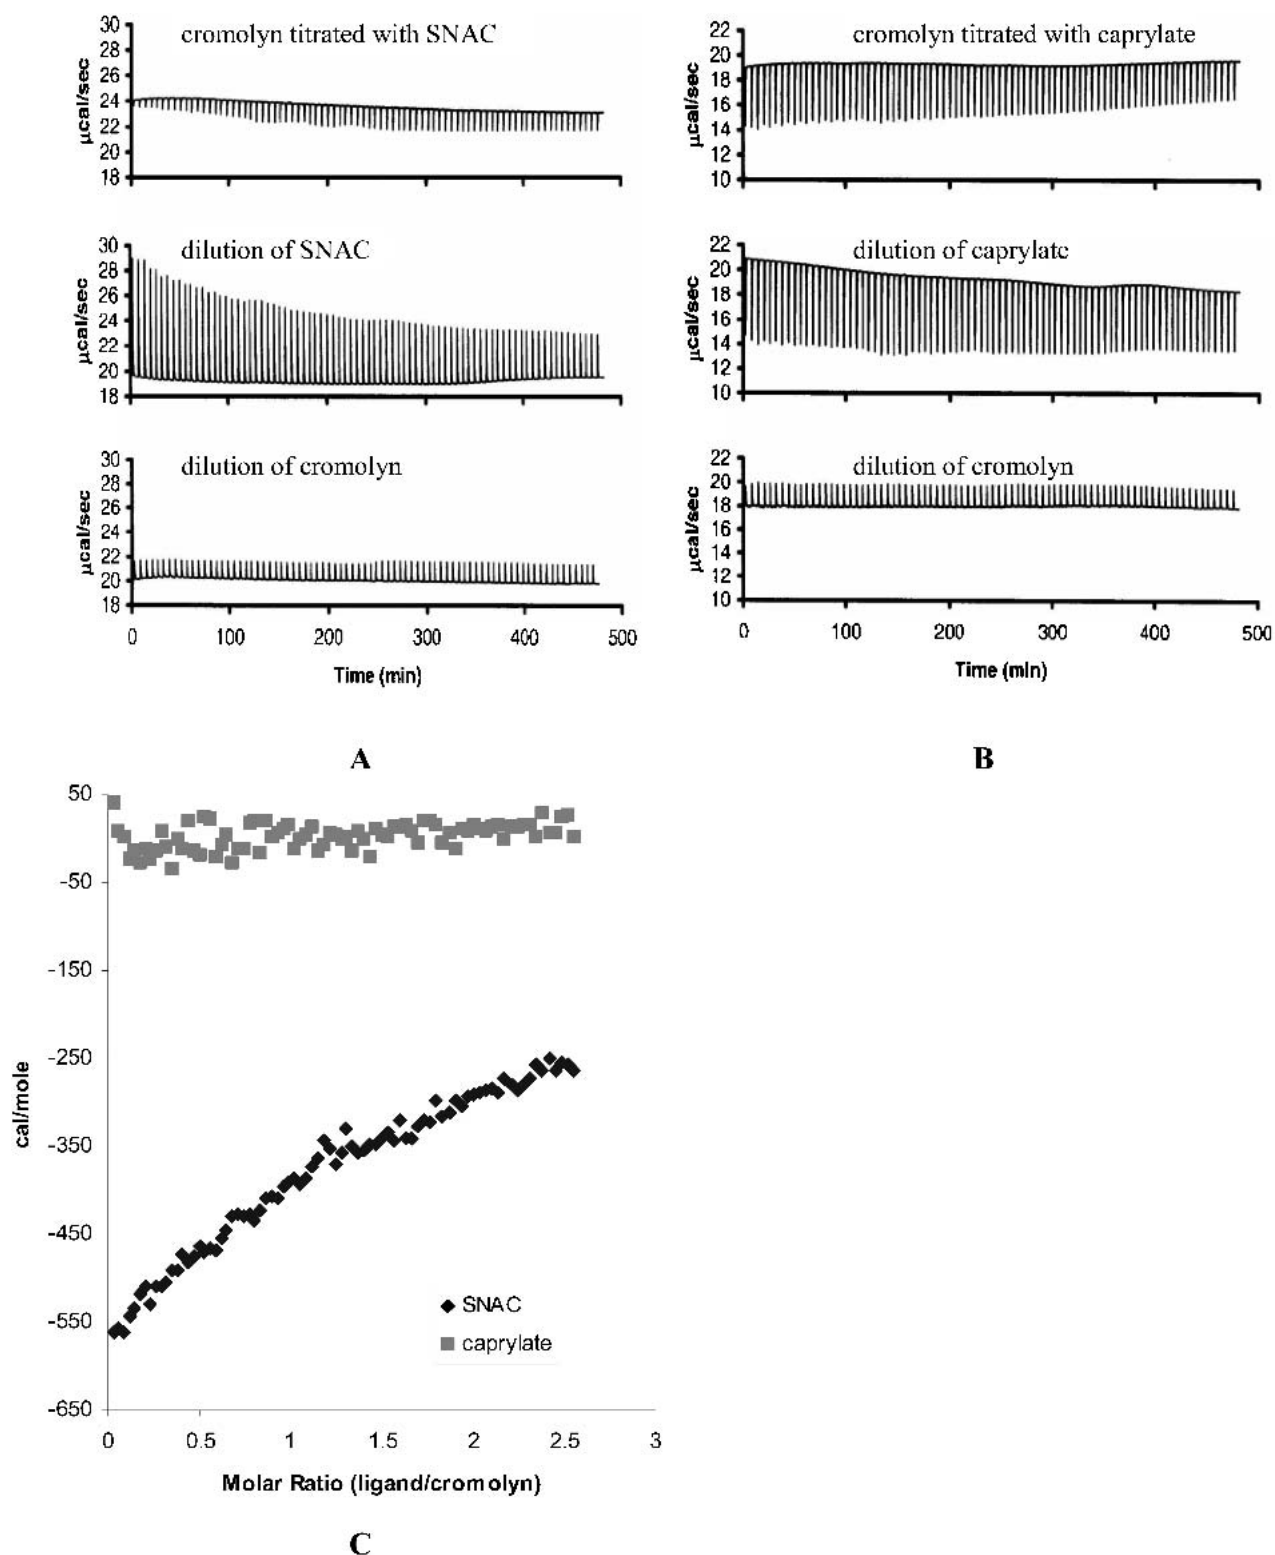 cromolyn titrated with SNAC
30
28
26
24
22
20
18
µcal/sec
dilution of SNAC
30
28
26
24
22
20
18
µcal/sec
dilution of cromolyn
30
28
26
24
22
20
18
µcal/sec
0 100 200 300 400 500
Time (min)
A
cromolyn titrated with caprylate
22
20
18
16
14
12
10
µcal/sec
dilution of caprylate
22
20
18
16
14
12
10
µcal/sec
dilution of cromolyn
22
20
18
16
14
12
10
µcal/sec
0 100 200 300 400 500
Time (min)
B
50
-50
-150
-250
-350
-450
-550
-650
cal/mole
SNAC
caprylate
0 0.5 1 1.5 2 2.5 3
Molar Ratio (ligand/cromolyn)
C